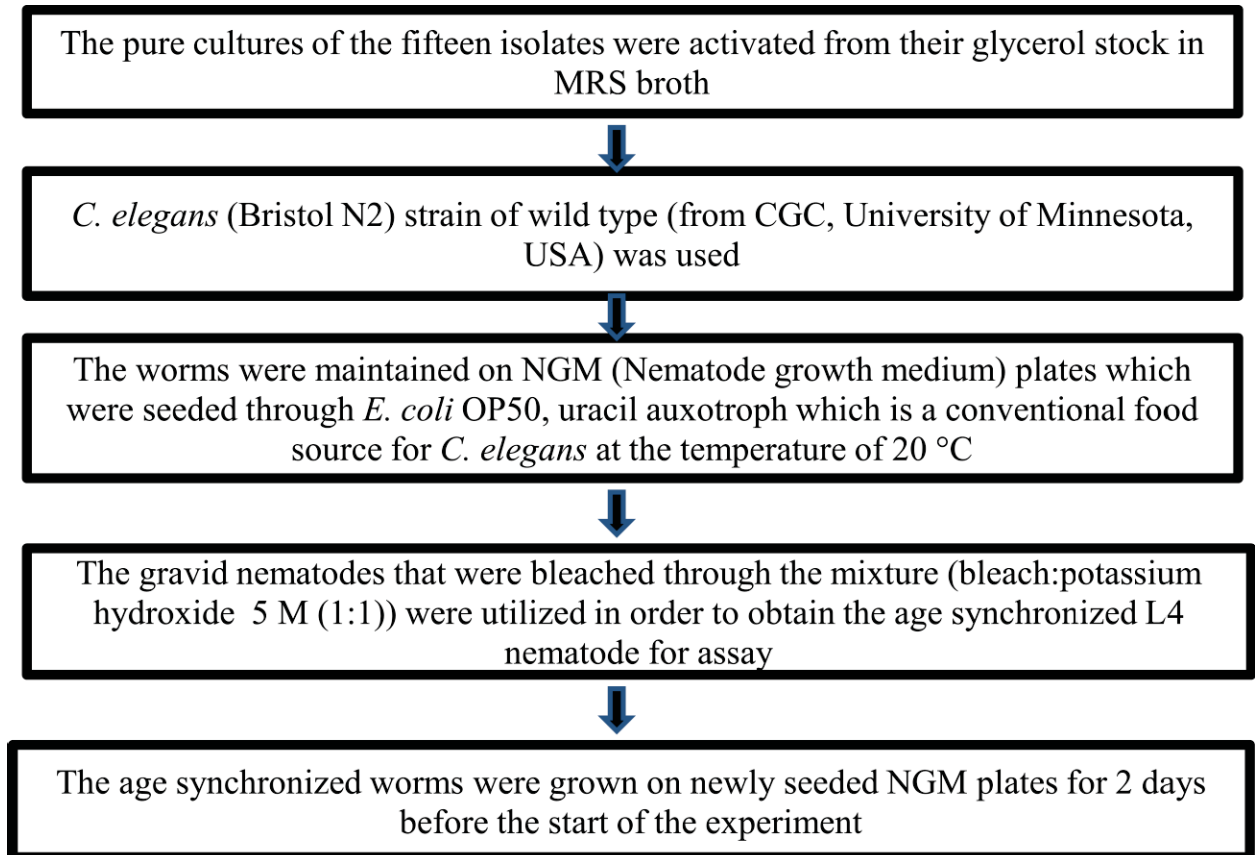 The pure cultures of the fifteen isolates were activated from their glycerol stock in
MRS broth
C. elegans (Bristol N2) strain of wild type (from CGC, University of Minnesota,
USA) was used
The worms were maintained on NGM (Nematode growth medium) plates which
were seeded through E. coli OP50, uracil auxotroph which is a conventional food
source for C. elegans at the temperature of 20 °C
The gravid nematodes that were bleached through the mixture (bleach:potassium
hydroxide 5 M (1:1)) were utilized in order to obtain the age synchronized L4
nematode for assay
The age synchronized worms were grown on newly seeded NGM plates for 2 days
before the start of the experiment